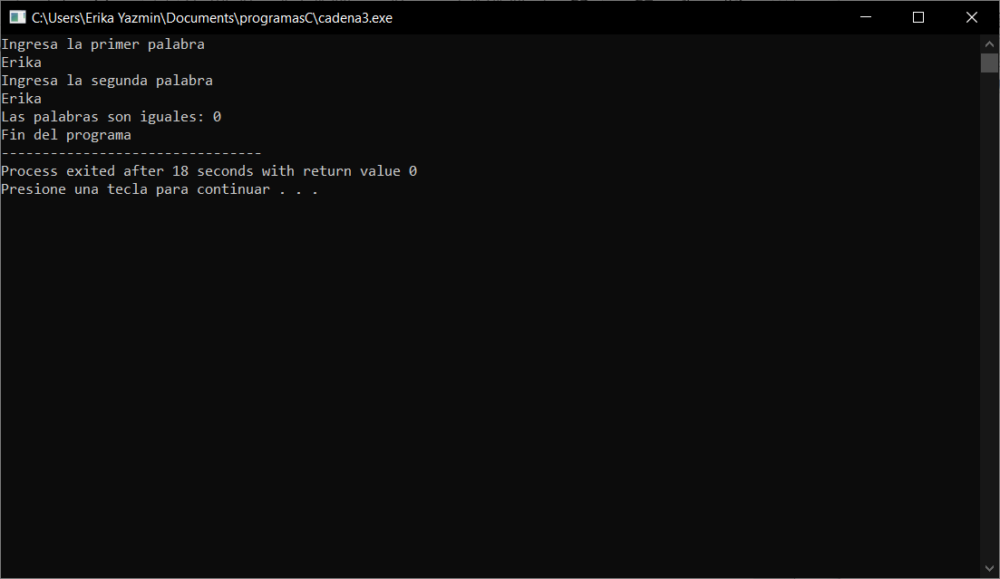 C:\Users\Erika Yazmin\Documents\programasC\cadena3.exe
Ingresa la primer palabra
Erika
Ingresa la segunda palabra
Erika
Las palabras son iguales: 0
Fin del programa
--------------------------------
Process exited after 18 seconds with return value 0
Presione una tecla para continuar . . .